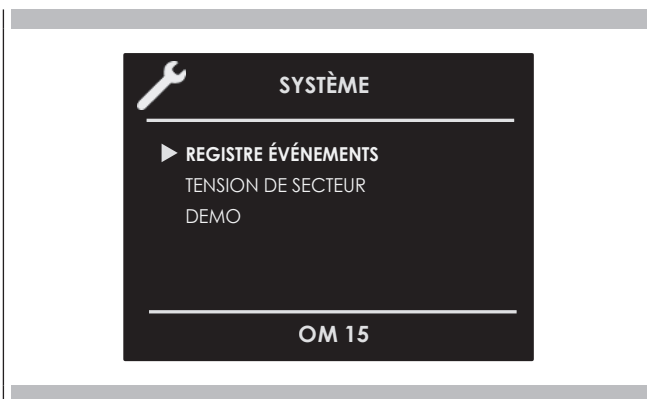 SYSTÈME
REGISTRE ÉVÉNEMENTS
TENSION DE SECTEUR
DEMO
OM 15